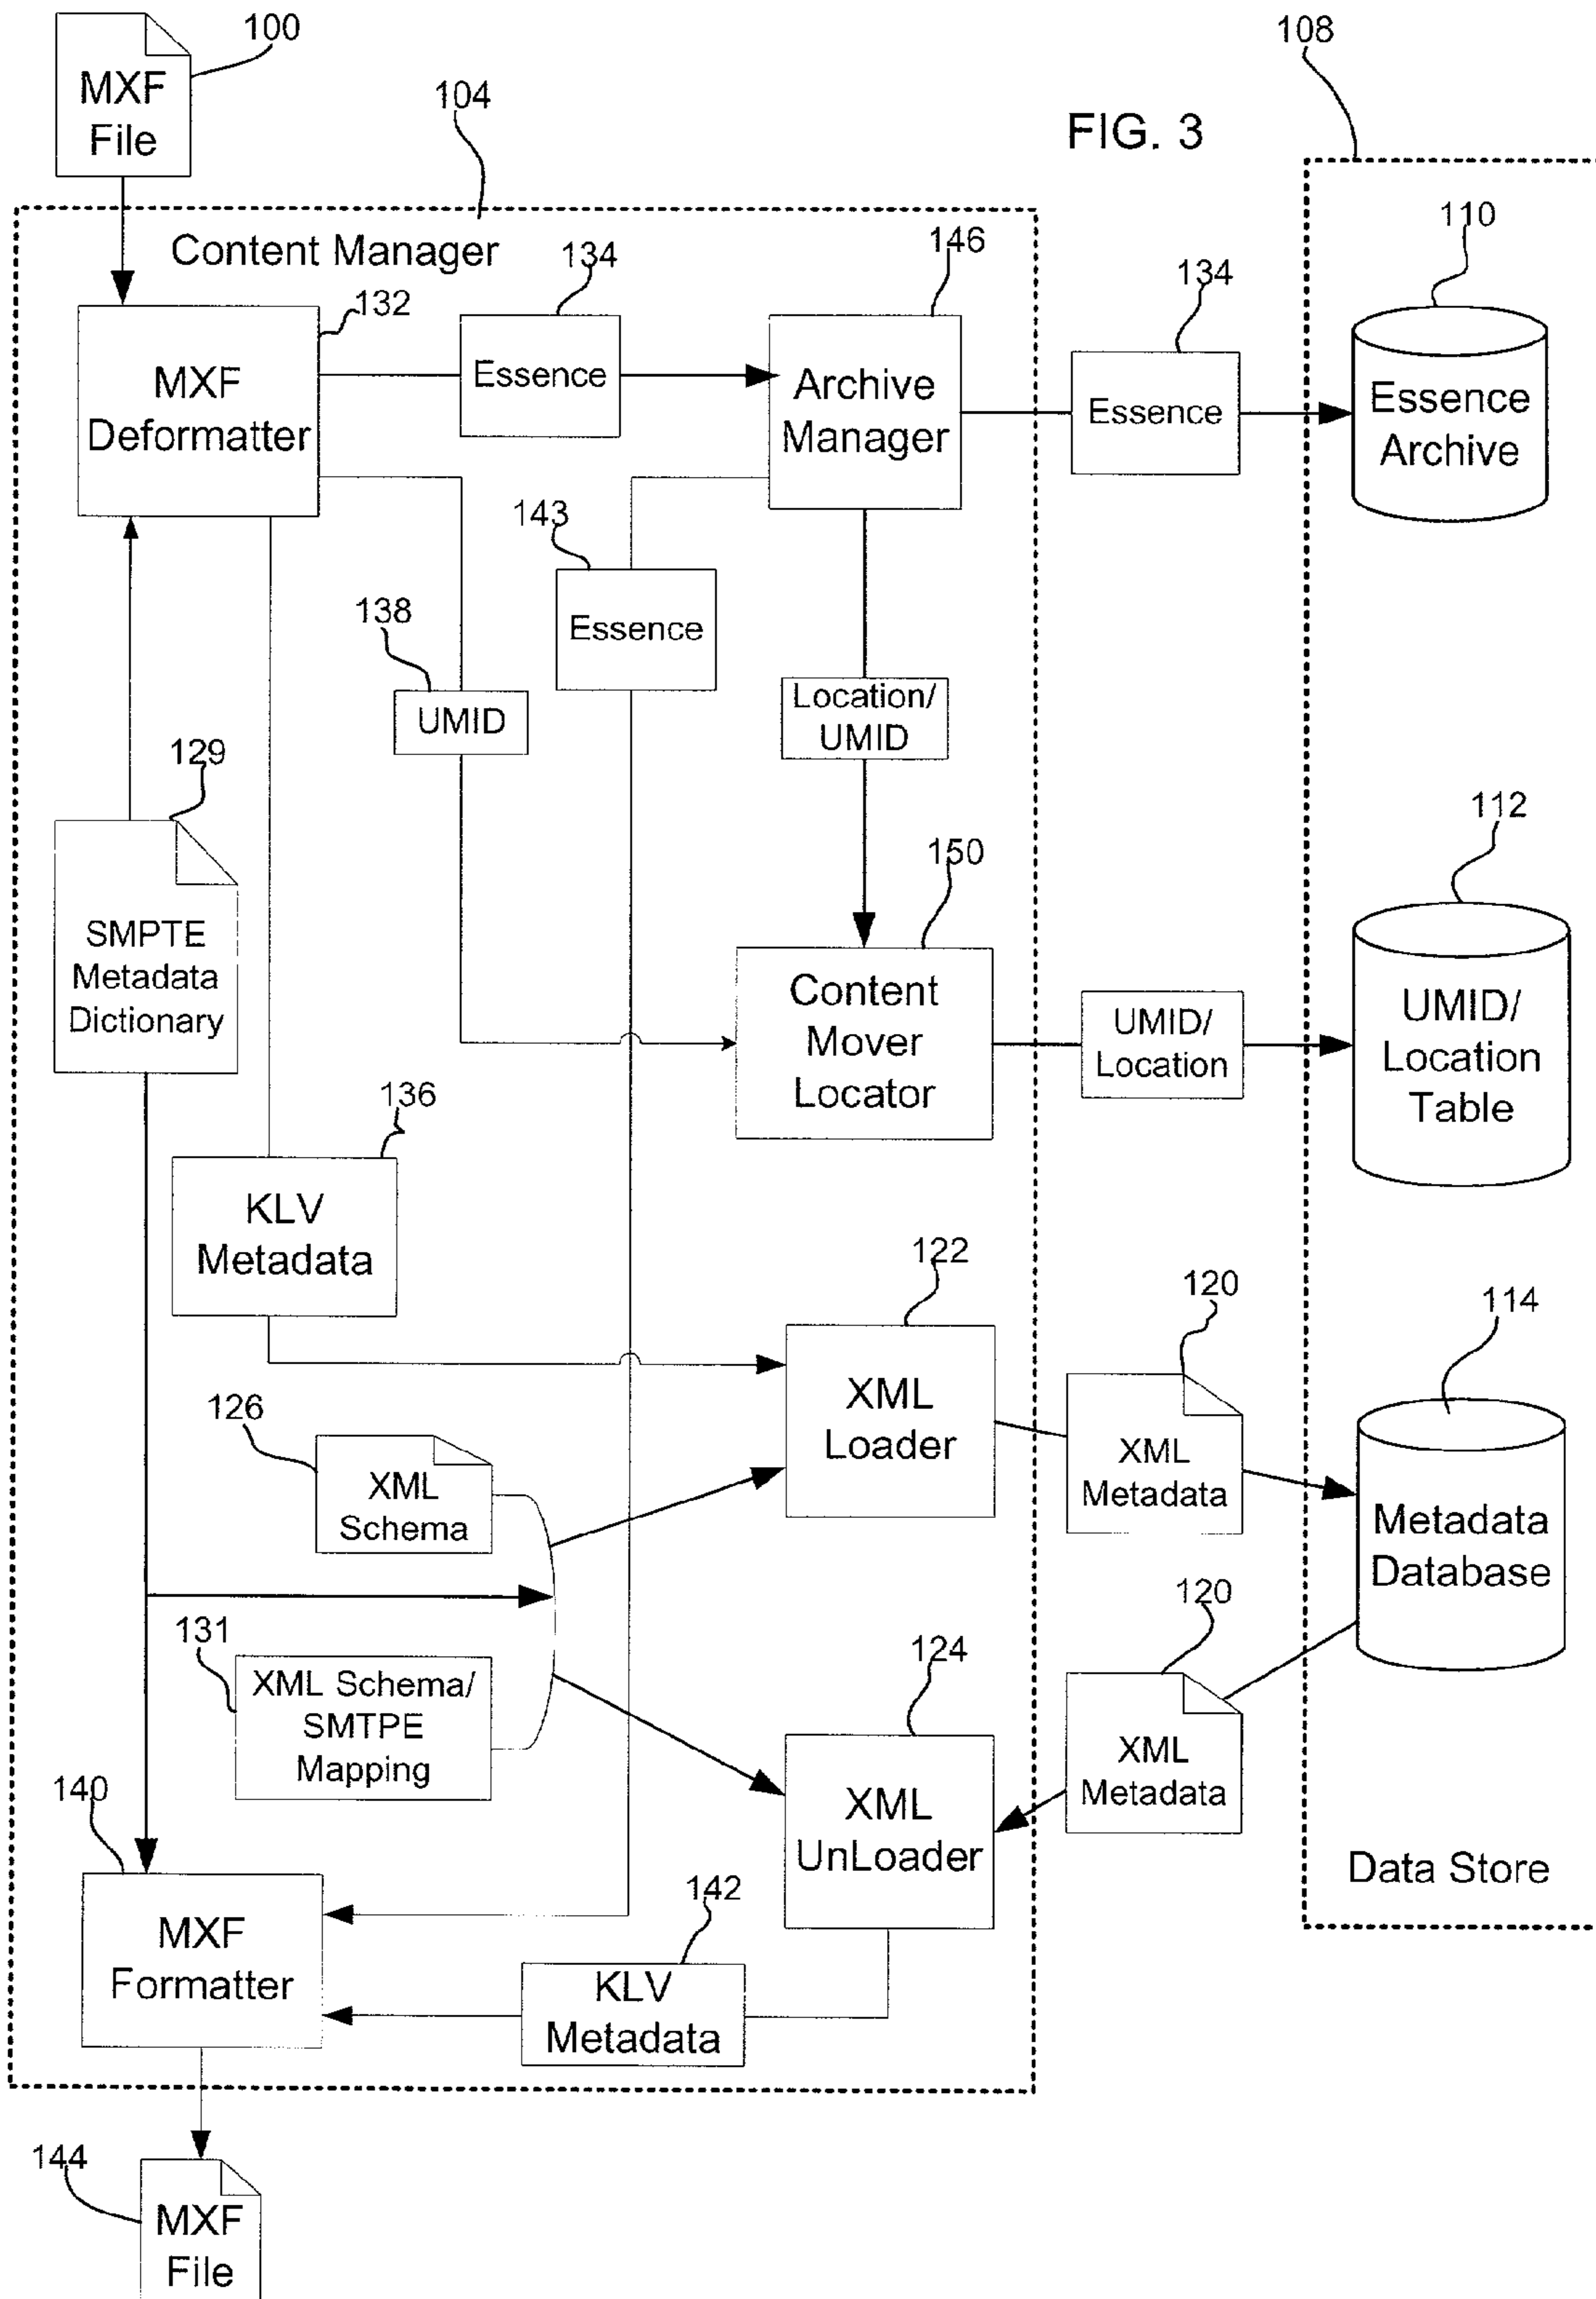 100
108
MXF
File
104
FIG. 3
Content Manager
134
146
134
110
132
MXF
Deformatter
Essence
Archive
Manager
Essence
Essence
Archive
143
138
Essence
UMID
Location/
UMID
129
112
150
SMPTE
Metadata
Dictionary
Content
Mover
Locator
UMID/
Location
UMID/
Location
Table
136
KLV
Metadata
122
120
114
126
XML
Loader
XML
Schema
XML
Metadata
Metadata
Database
131
120
124
XML Schema/
SMTPE
Mapping
XML
Metadata
140
XML
UnLoader
Data Store
142
MXF
Formatter
KLV
Metadata
144
MXF
File